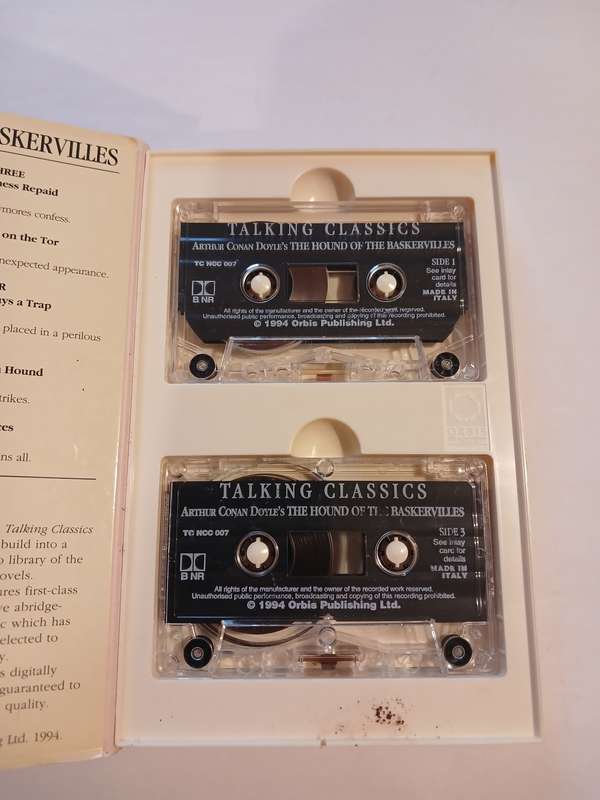 SKERVILLES
HREE
ness Repaid
ymores confess.
on the Tor
nexpected appearance.
R
ys a Trap
placed in a perilous
Hound
trikes.
ces
ns all.
Talking Classics
build into a
o library of the
ovels.
ures first-class
ve abridge-
c which has
elected to
y.
s digitally
guaranteed to
quality.
g Ltd. 1994.
TALKING CLASSICS
ARTHUR CONAN DOYLE'S THE HOUND OF THE BASKERVILLES
TC NCC 007
SIDE 1
See inlay
card for
details
MADE IN
ITALY
B NR
All rights of the manufacturer and the owner of the recorded work reserved.
Unauthorised public performance, broadcasting and copying of this recording prohibited.
© 1994 Orbis Publishing Ltd.
TALKING CLASSICS
ARTHUR CONAN DOYLE'S THE HOUND OF THE BASKERVILLES
TC NCC 007
SIDE 3
See inlay
card for
details
MADE IN
ITALY
B NR
All rights of the manufacturer and the owner of the recorded work reserved.
Unauthorised public performance, broadcasting and copying of this recording prohibited.
© 1994 Orbis Publishing Ltd.